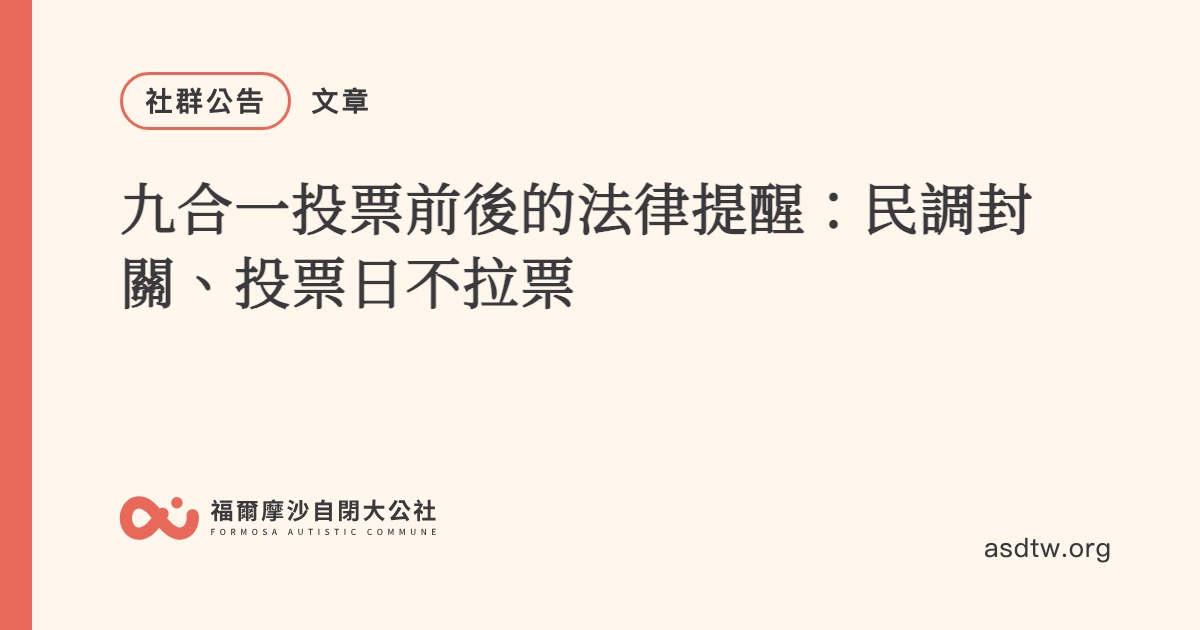 社群公告 文章
九合一投票前後的法律提醒：民調封
關、投票日不拉票
福爾摩沙自閉大公社
FORMOSA AUTISTIC COMMUNE
asdtw.org